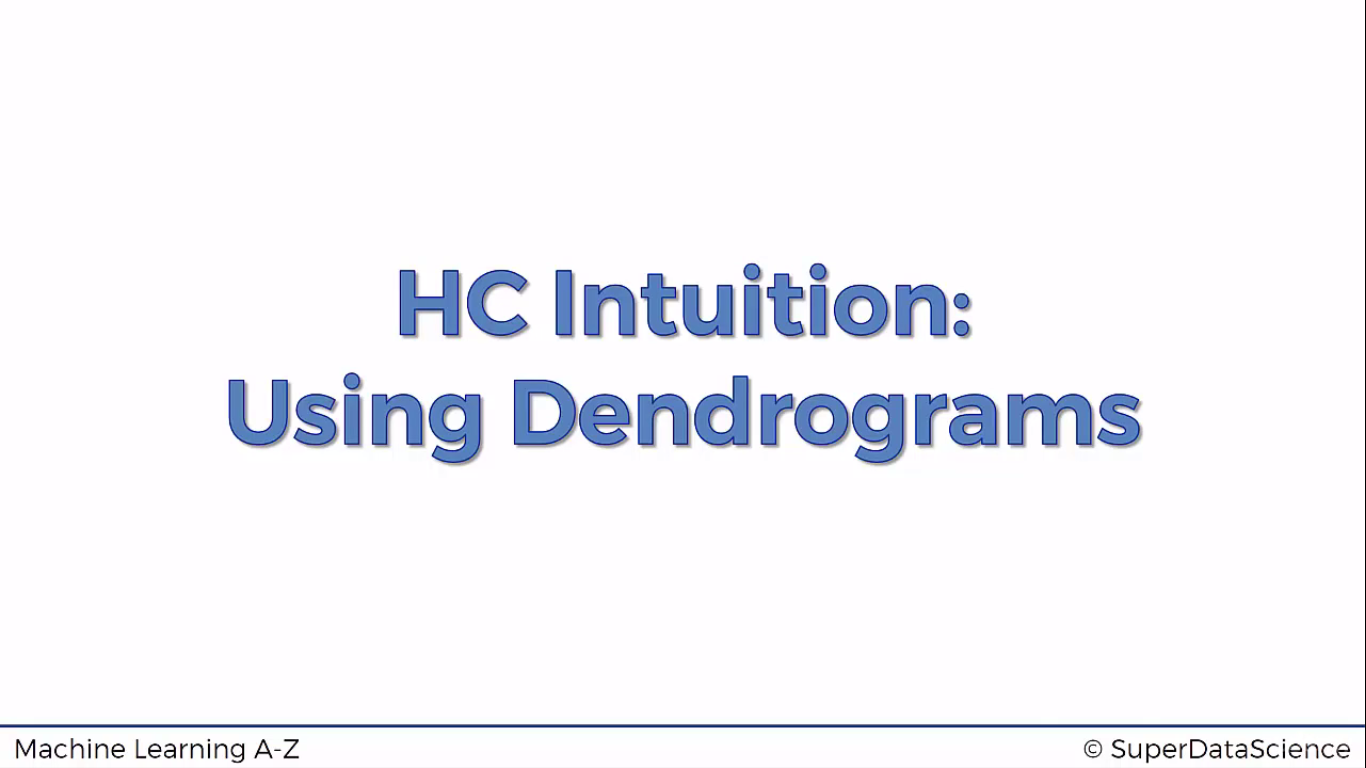 HC Intuition:
Using Dendrograms
Machine Learning A-Z
© SuperDataScience